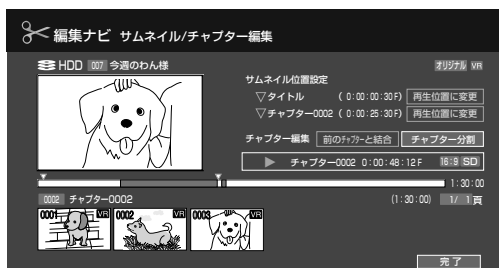 編集ナビ サムネイル/チャプター編集
HDD 007 今週のわん様 オリジナル VR
サムネイル位置設定
▽タイトル ( 0:00:00:30F) 再生位置に変更
▽チャプター0002 ( 0:00:25:30F) 再生位置に変更
チャプター編集 前のチャプターと結合 チャプター分割
▶ チャプター0002 0:00:48:12F 16:9 SD
1:30:00
0002 チャプター0002 (1:30:00) 1/ 1頁
0001 VR 0002 VR 0003 VR
完了